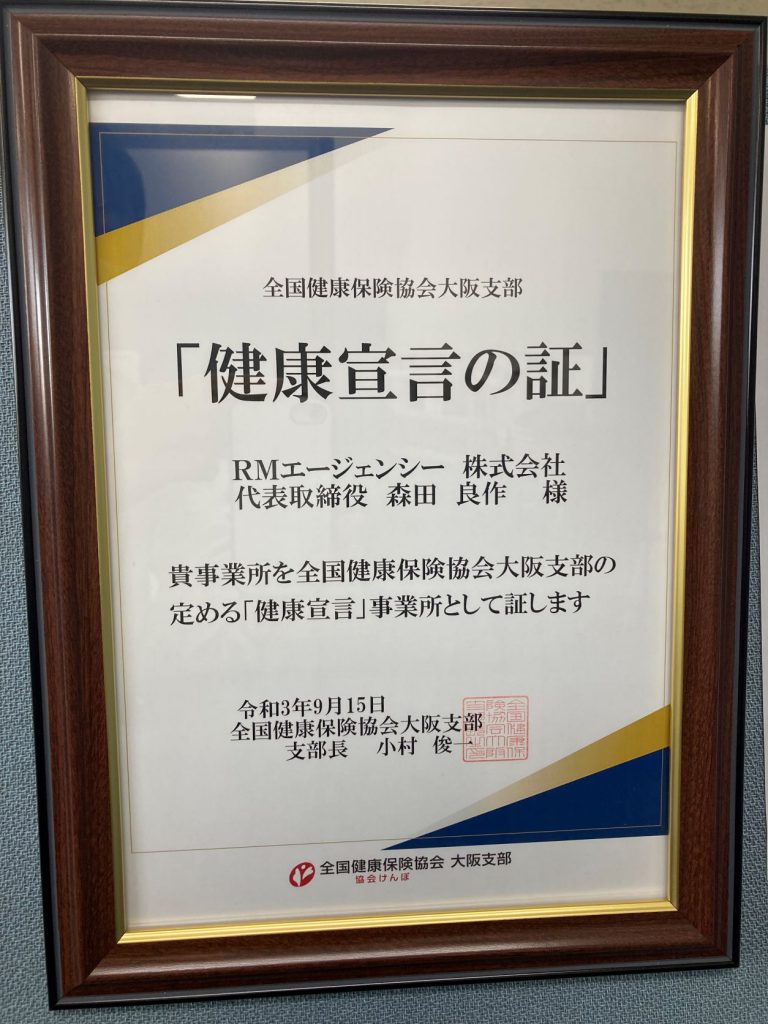 全国健康保険協会大阪支部
「健康宣言の証」
RMエージェンシー 株式会社
代表取締役 森田 良作 様
貴事業所を全国健康保険協会大阪支部の
定める「健康宣言」事業所として証します
令和3年9月15日
全国健康保険協会大阪支部
支部長 小村 俊一
全国健康保険協会 大阪支部
協会けんぽ